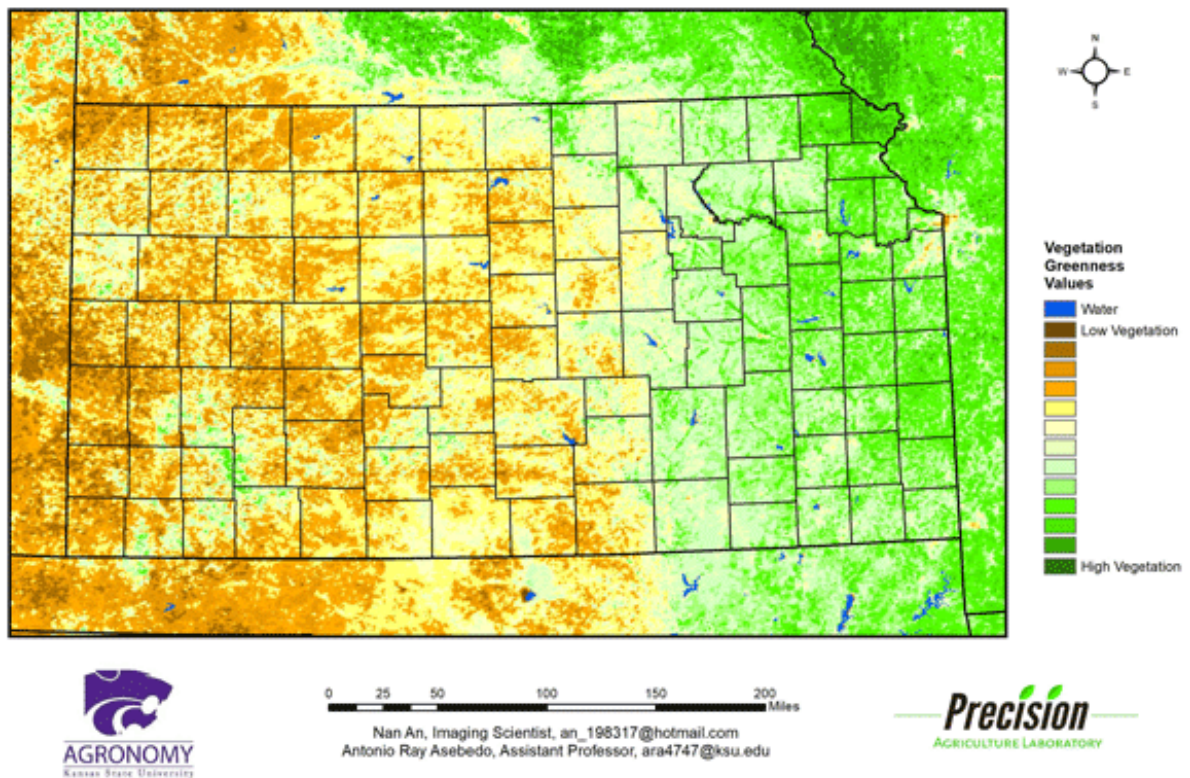 N
W E
S
Vegetation
Greenness
Values
Water
Low Vegetation
High Vegetation
0 25 50 100 150 200
Miles
Nan An, Imaging Scientist, an_198317@hotmail.com
Antonio Ray Asebedo, Assistant Professor, ara4747@ksu.edu
AGRONOMY
Kansas State University
Precision
AGRICULTURE LABORATORY